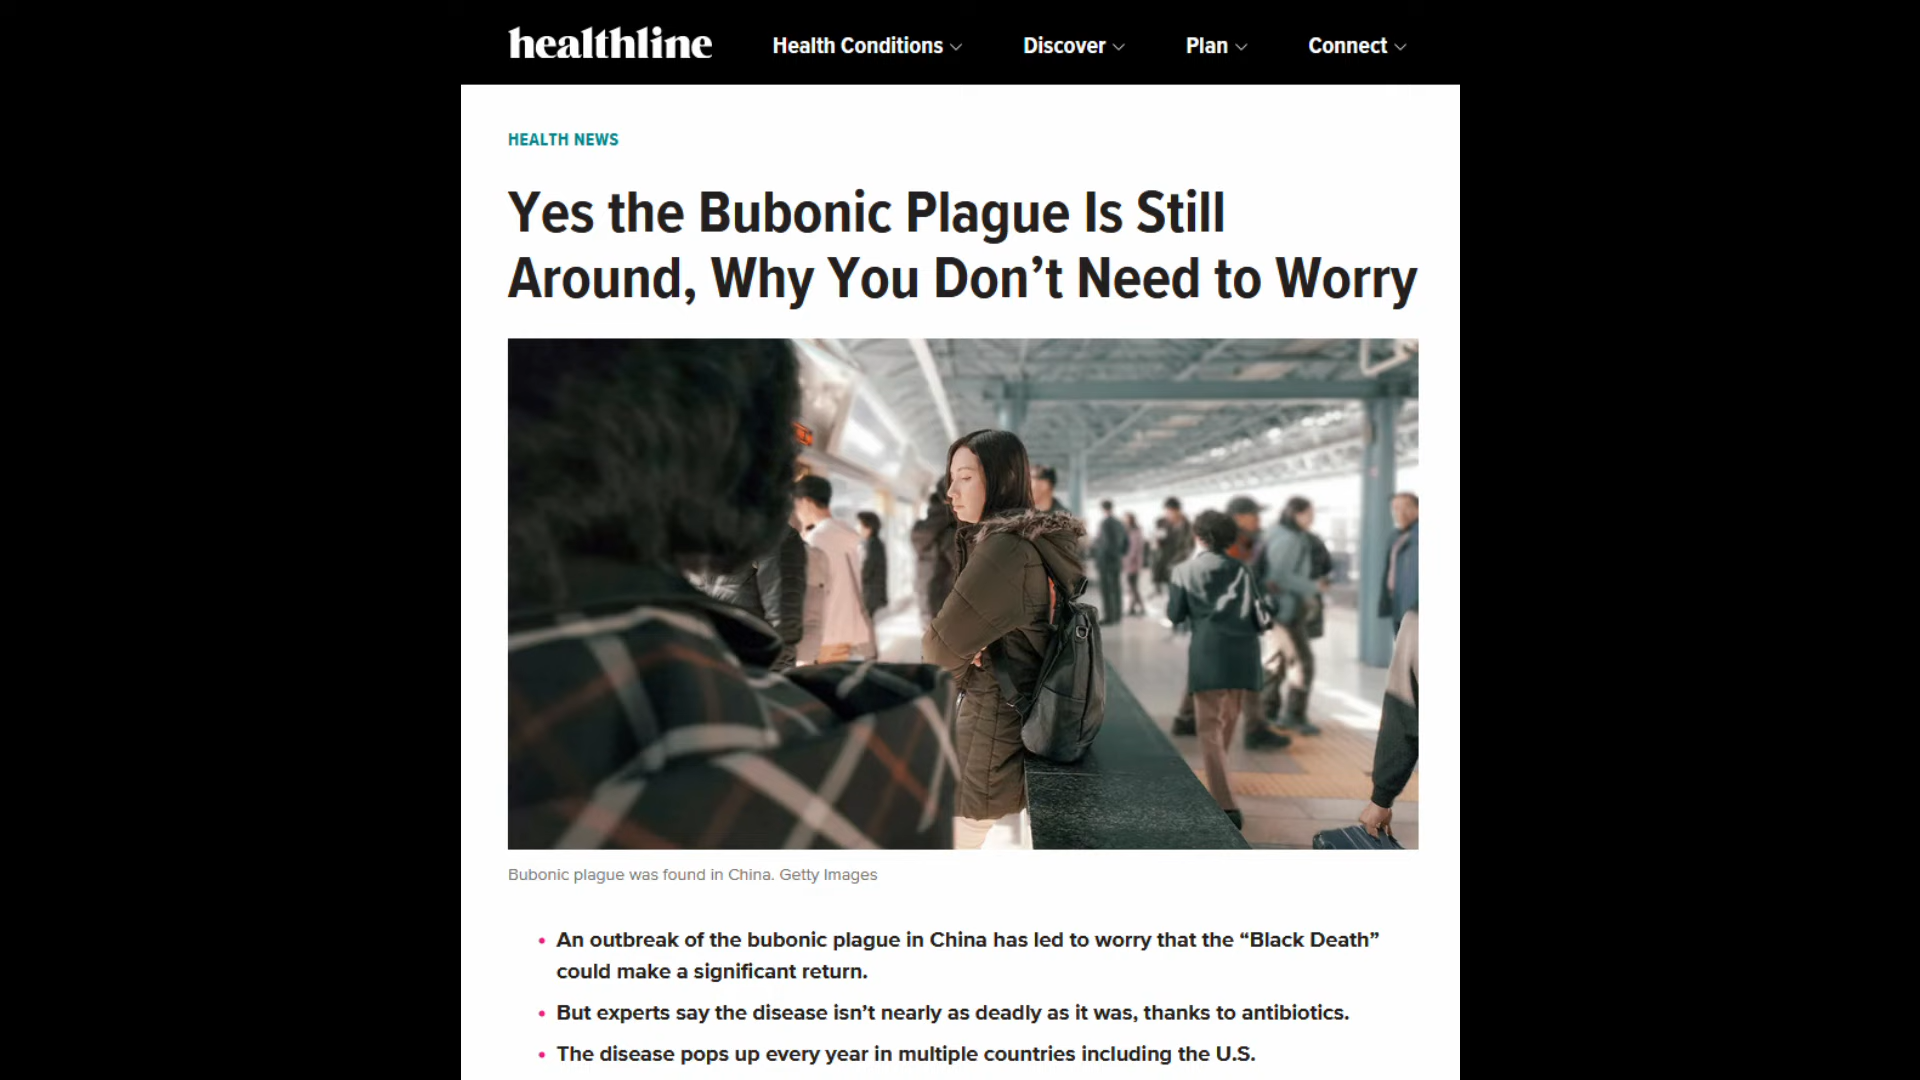 healthline
Health Conditions
Discover
Plan
Connect
HEALTH NEWS
Yes the Bubonic Plague Is Still
Around, Why You Don’t Need to Worry
Bubonic plague was found in China. Getty Images
• An outbreak of the bubonic plague in China has led to worry that the “Black Death”
could make a significant return.
• But experts say the disease isn’t nearly as deadly as it was, thanks to antibiotics.
• The disease pops up every year in multiple countries including the U.S.